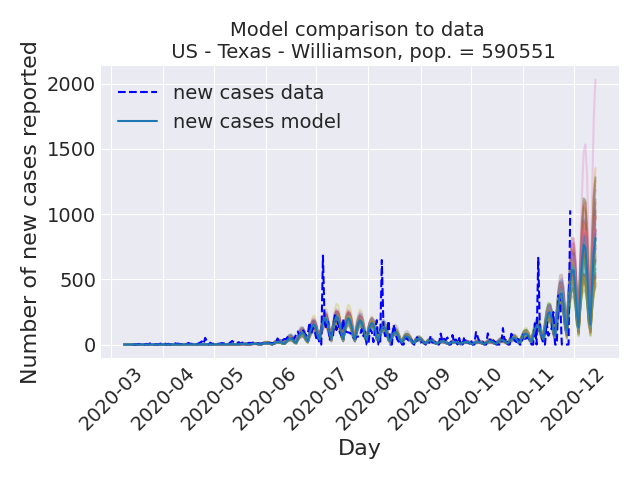 Model comparison to data
US - Texas - Williamson, pop. = 590551
Number of new cases reported
2000
1500
1000
500
0
new cases data
new cases model
2020-03
2020-04
2020-05
2020-06
2020-07
2020-08
2020-09
2020-10
2020-11
2020-12
Day